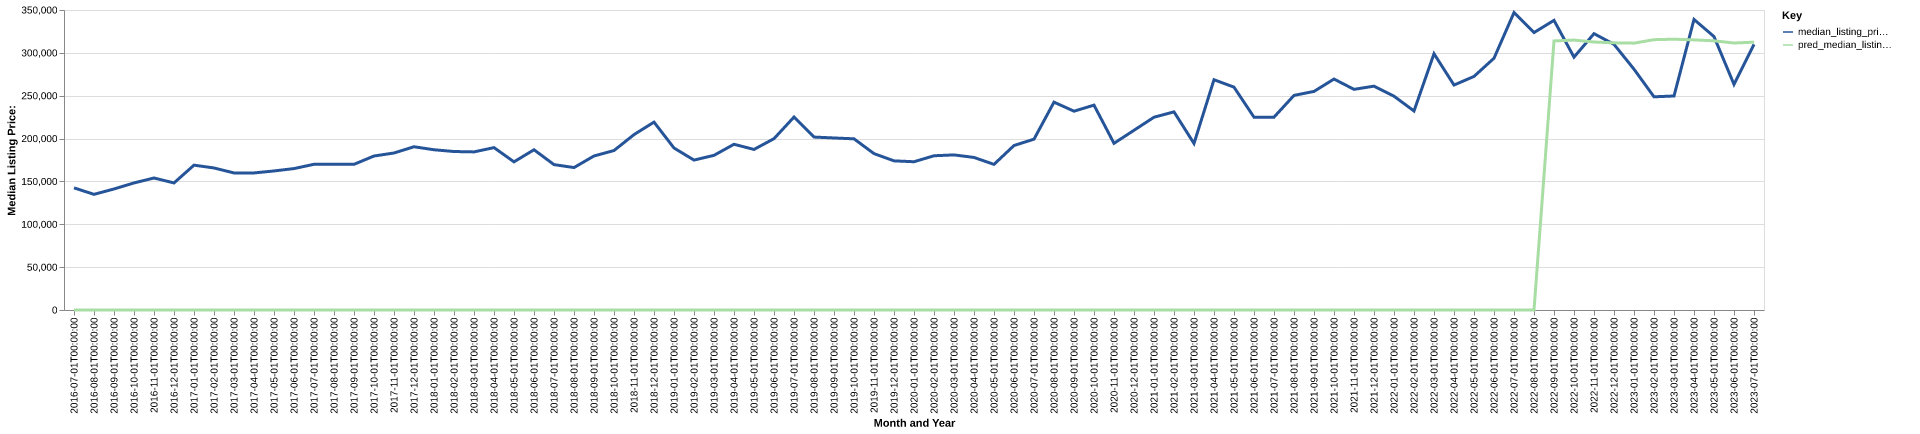 350,000
300,000
250,000
200,000
150,000
100,000
50,000
0
Median Listing Price:
2016-07-01T00:00:00
2016-08-01T00:00:00
2016-09-01T00:00:00
2016-10-01T00:00:00
2016-11-01T00:00:00
2016-12-01T00:00:00
2017-01-01T00:00:00
2017-02-01T00:00:00
2017-03-01T00:00:00
2017-04-01T00:00:00
2017-05-01T00:00:00
2017-06-01T00:00:00
2017-07-01T00:00:00
2017-08-01T00:00:00
2017-09-01T00:00:00
2017-10-01T00:00:00
2017-11-01T00:00:00
2017-12-01T00:00:00
2018-01-01T00:00:00
2018-02-01T00:00:00
2018-03-01T00:00:00
2018-04-01T00:00:00
2018-05-01T00:00:00
2018-06-01T00:00:00
2018-07-01T00:00:00
2018-08-01T00:00:00
2018-09-01T00:00:00
2018-10-01T00:00:00
2018-11-01T00:00:00
2018-12-01T00:00:00
2019-01-01T00:00:00
2019-02-01T00:00:00
2019-03-01T00:00:00
2019-04-01T00:00:00
2019-05-01T00:00:00
2019-06-01T00:00:00
2019-07-01T00:00:00
2019-08-01T00:00:00
2019-09-01T00:00:00
2019-10-01T00:00:00
2019-11-01T00:00:00
2019-12-01T00:00:00
2020-01-01T00:00:00
2020-02-01T00:00:00
2020-03-01T00:00:00
2020-04-01T00:00:00
2020-05-01T00:00:00
2020-06-01T00:00:00
2020-07-01T00:00:00
2020-08-01T00:00:00
2020-09-01T00:00:00
2020-10-01T00:00:00
2020-11-01T00:00:00
2020-12-01T00:00:00
2021-01-01T00:00:00
2021-02-01T00:00:00
2021-03-01T00:00:00
2021-04-01T00:00:00
2021-05-01T00:00:00
2021-06-01T00:00:00
2021-07-01T00:00:00
2021-08-01T00:00:00
2021-09-01T00:00:00
2021-10-01T00:00:00
2021-11-01T00:00:00
2021-12-01T00:00:00
2022-01-01T00:00:00
2022-02-01T00:00:00
2022-03-01T00:00:00
2022-04-01T00:00:00
2022-05-01T00:00:00
2022-06-01T00:00:00
2022-07-01T00:00:00
2022-08-01T00:00:00
2022-09-01T00:00:00
2022-10-01T00:00:00
2022-11-01T00:00:00
2022-12-01T00:00:00
2023-01-01T00:00:00
2023-02-01T00:00:00
2023-03-01T00:00:00
2023-04-01T00:00:00
2023-05-01T00:00:00
2023-06-01T00:00:00
2023-07-01T00:00:00
Month and Year
Key
median_listing_pri…
pred_median_listin…